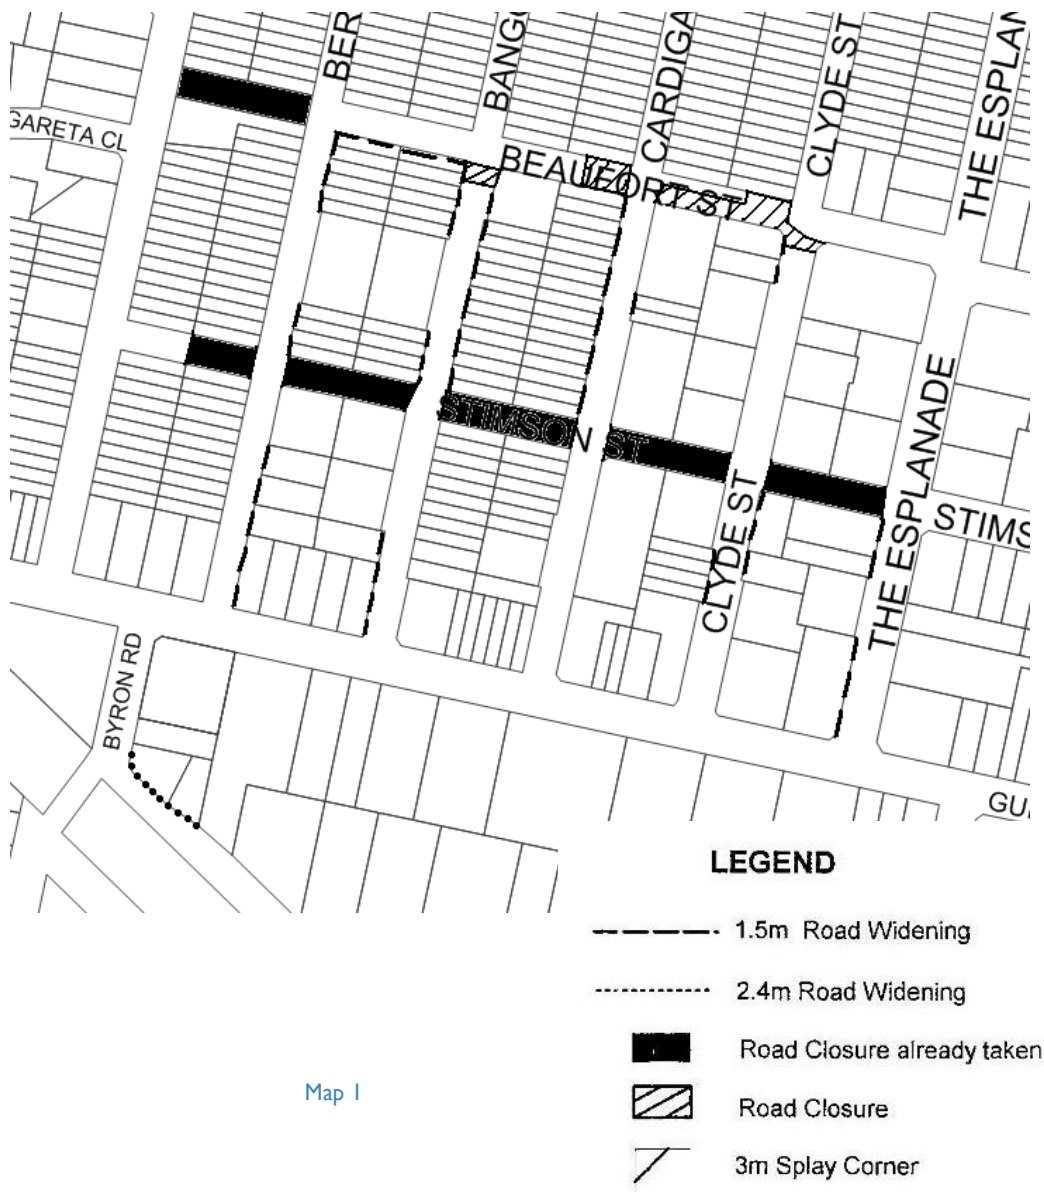 BER
BANGO
CARDIGA
CLYDE ST
THE ESPLAN
GARETA CL
BEAUFORT ST
STIMSON ST
THE ESPLANADE
STIMS
CLYDE ST
BYRON RD
GU
LEGEND
1.5m Road Widening
2.4m Road Widening
Road Closure already taken
Road Closure
3m Splay Corner
Map 1